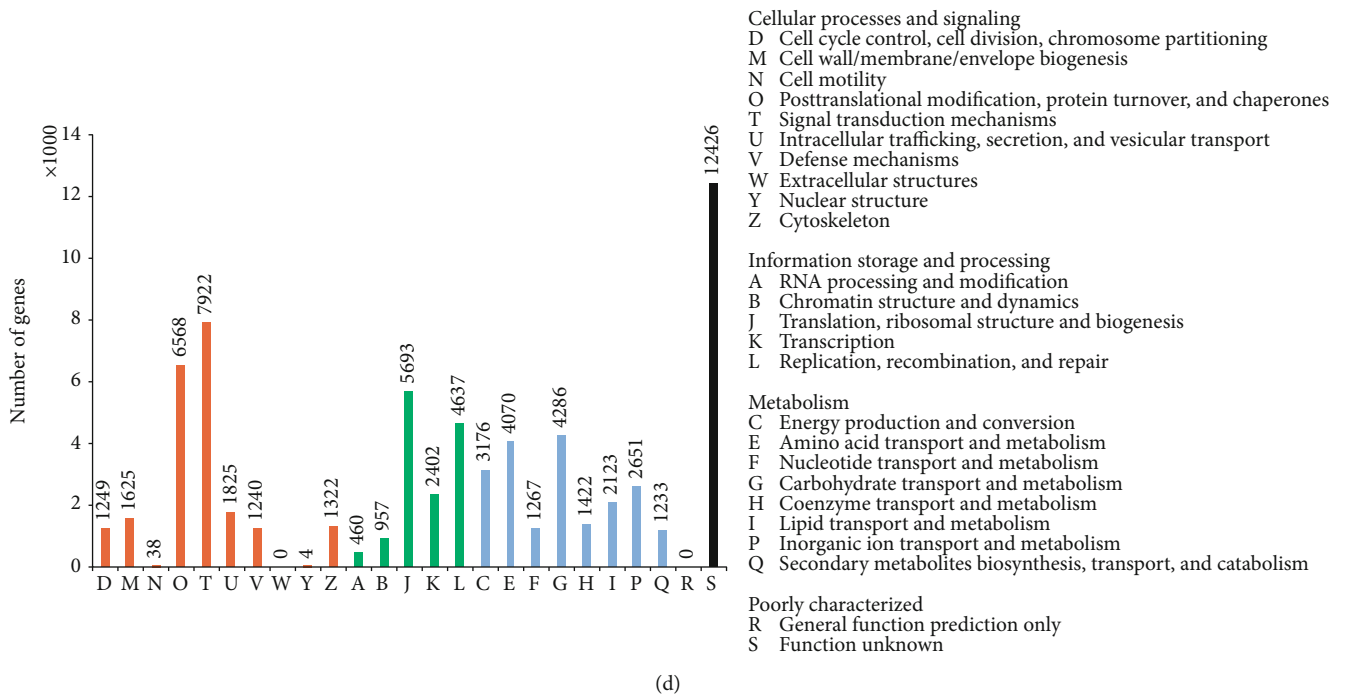 Cellular processes and signaling
D Cell cycle control, cell division, chromosome partitioning
M Cell wall/membrane/envelope biogenesis
N Cell motility
O Posttranslational modification, protein turnover, and chaperones
T Signal transduction mechanisms
U Intracellular trafficking, secretion, and vesicular transport
V Defense mechanisms
W Extracellular structures
Y Nuclear structure
Z Cytoskeleton
Information storage and processing
A RNA processing and modification
B Chromatin structure and dynamics
J Translation, ribosomal structure and biogenesis
K Transcription
L Replication, recombination, and repair
Metabolism
C Energy production and conversion
E Amino acid transport and metabolism
F Nucleotide transport and metabolism
G Carbohydrate transport and metabolism
H Coenzyme transport and metabolism
I Lipid transport and metabolism
P Inorganic ion transport and metabolism
Q Secondary metabolites biosynthesis, transport, and catabolism
Poorly characterized
R General function prediction only
S Function unknown
Number of genes
×1000
14
12
10
8
6
4
2
0
1249
1625
38
6568
7922
1825
1240
0
4
1322
460
957
5693
2402
4637
3176
4070
1267
4286
1422
2123
2651
1233
0
12426
D M N O T U V W Y Z A B J K L C E F G H I P Q R S
(d)